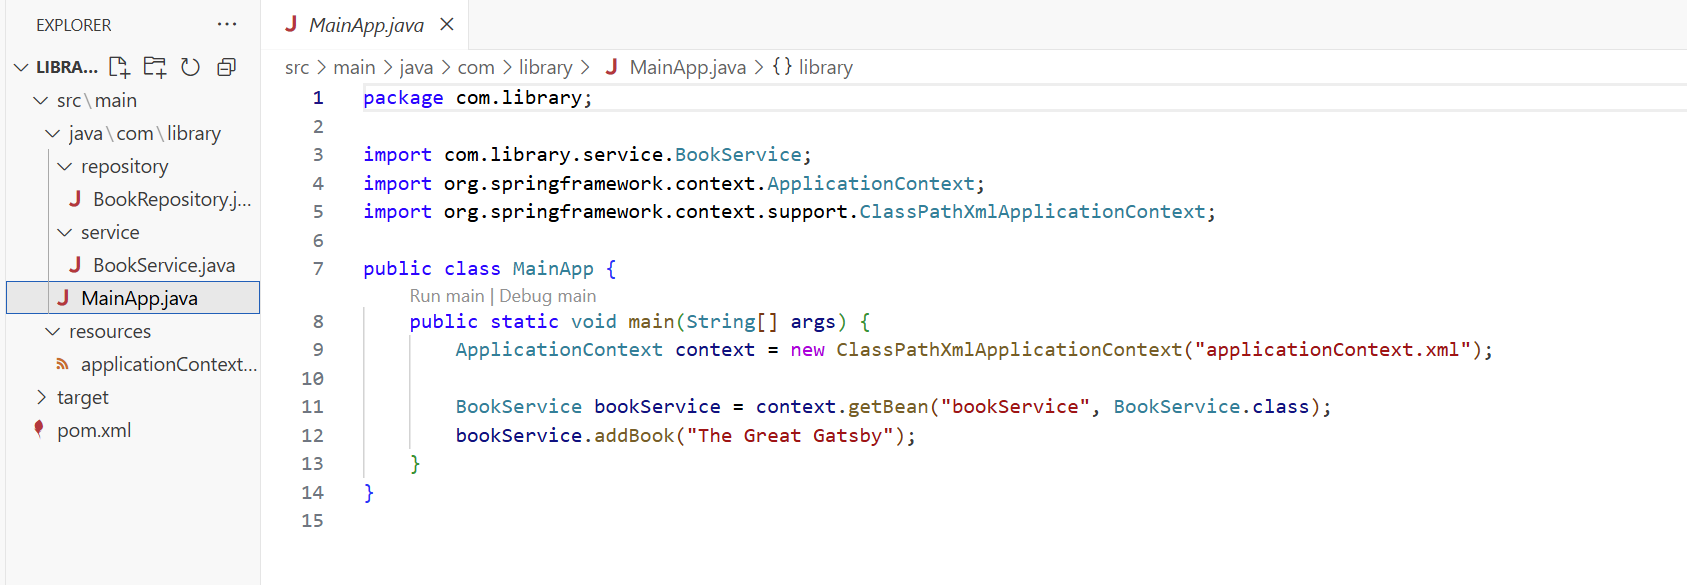 EXPLORER ...
LIBRA...
src\main
java\com\library
repository
J BookRepository.j...
service
J BookService.java
J MainApp.java
resources
applicationContext...
target
pom.xml
J MainApp.java
src > main > java > com > library > J MainApp.java > {} library
1 package com.library;
2
3 import com.library.service.BookService;
4 import org.springframework.context.ApplicationContext;
5 import org.springframework.context.support.ClassPathXmlApplicationContext;
6
7 public class MainApp {
Run main | Debug main
8 public static void main(String[] args) {
9 ApplicationContext context = new ClassPathXmlApplicationContext("applicationContext.xml");
10
11 BookService bookService = context.getBean("bookService", BookService.class);
12 bookService.addBook("The Great Gatsby");
13 }
14 }
15